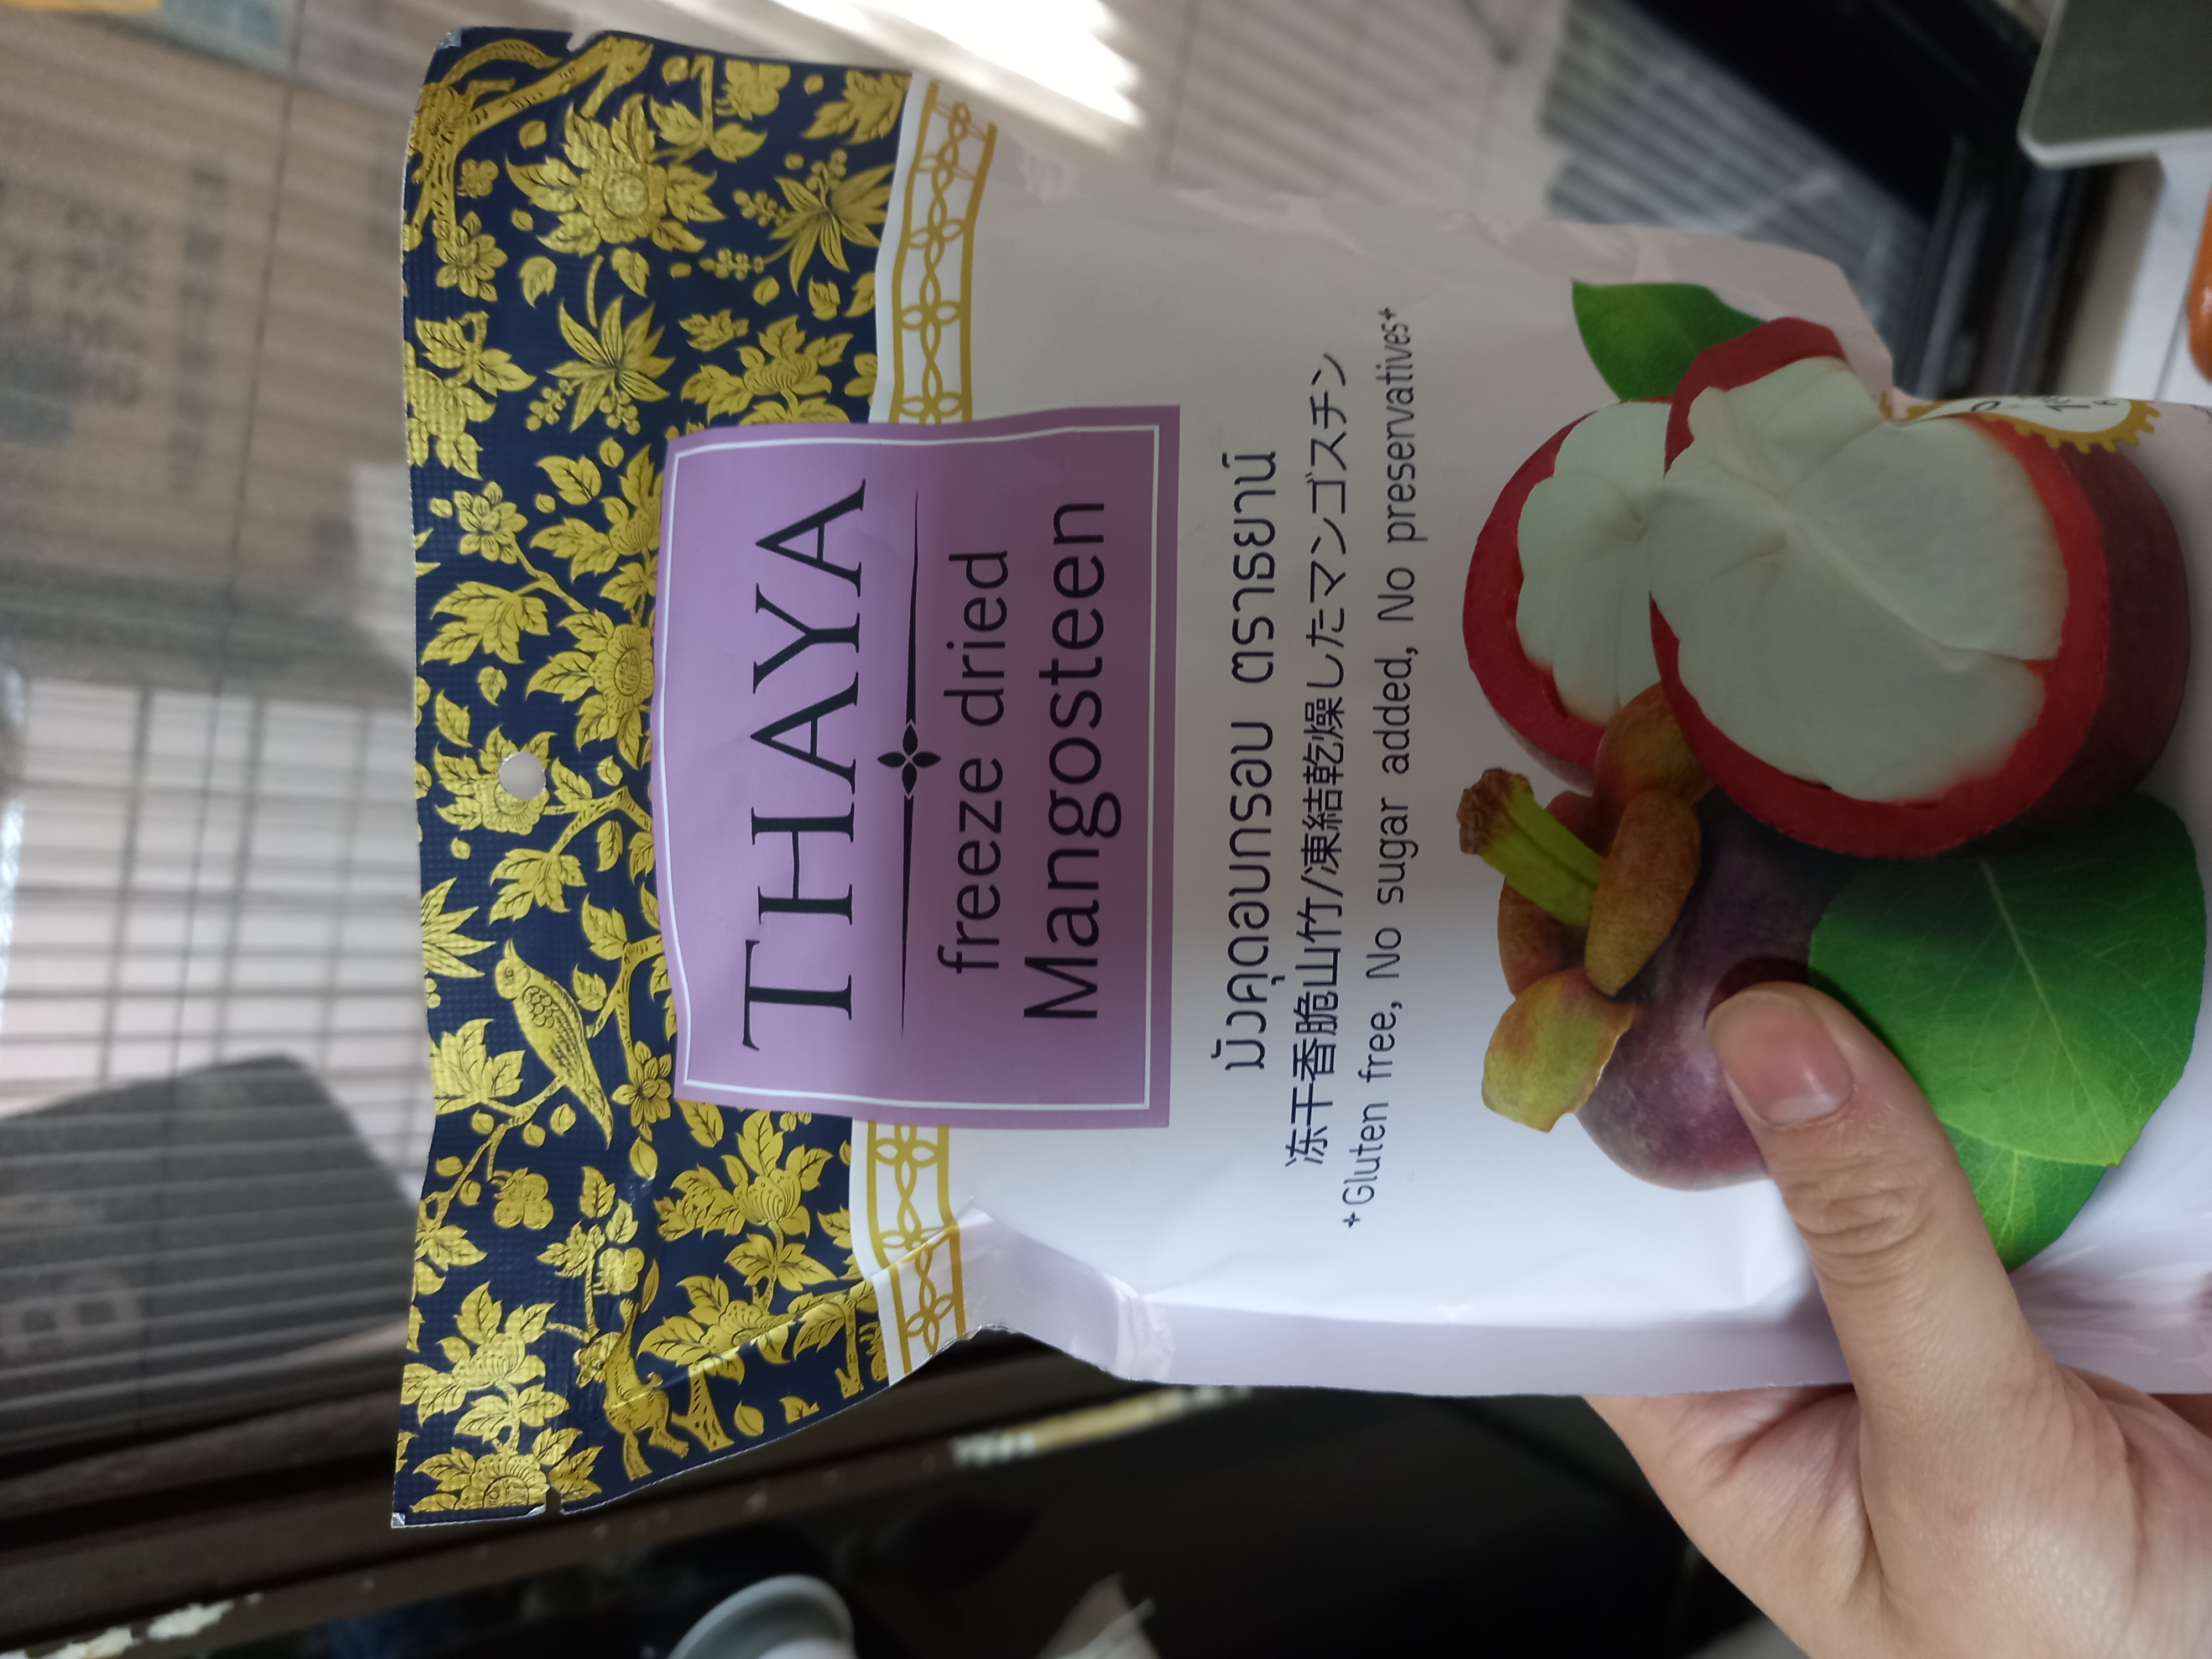 THAYA
freeze dried
Mangosteen
มังคุดอบกรอบ ตราธยาน์
冻干香脆山竹/凍結乾燥したマンゴスチン
+Gluten free, No sugar added, No preservatives+